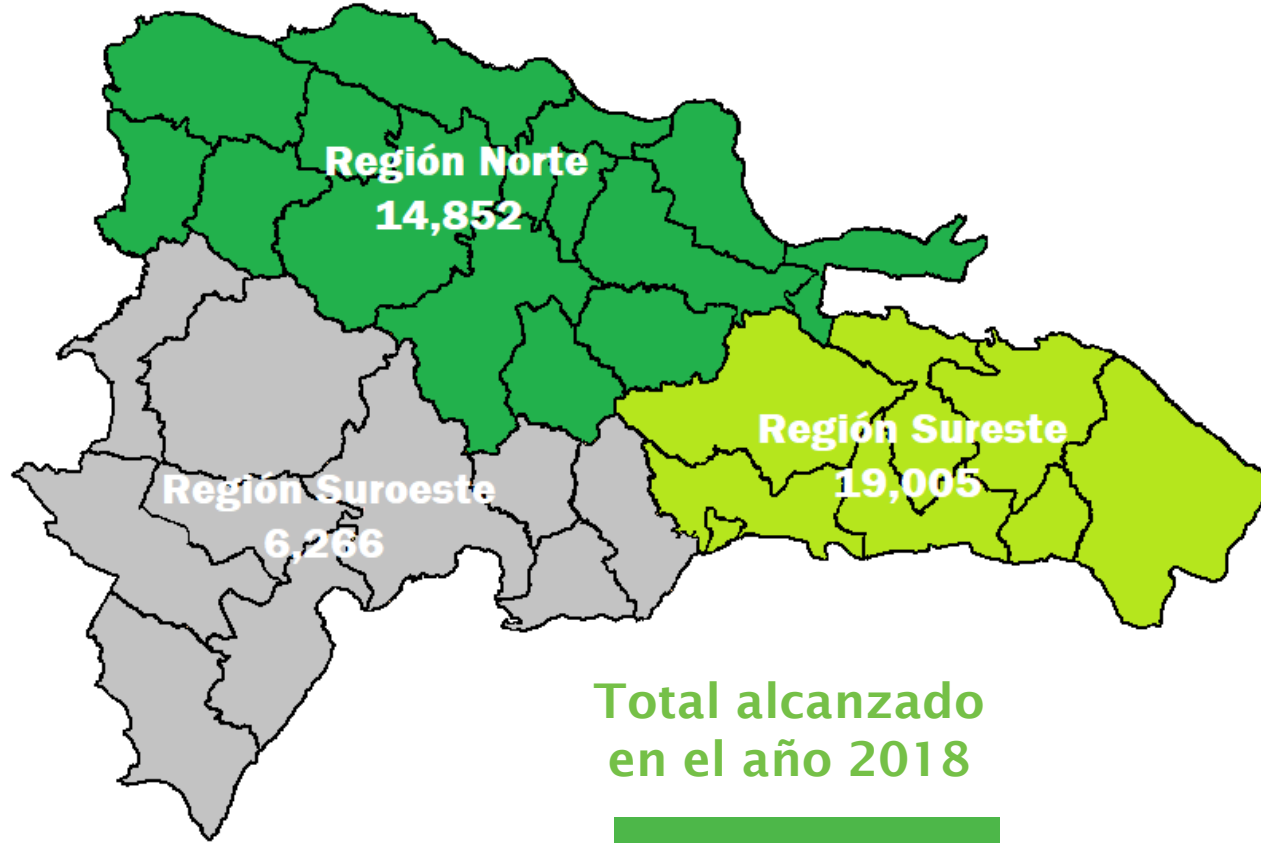 Región Norte
14,852
Región Sureste
19,005
Región Suroeste
6,266
Total alcanzado
en el año 2018